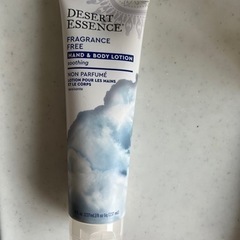 DESERT
ESSENCE
FRAGRANCE
FREE
HAND & BODY LOTION
soothing
NON PARFUMÉ
LOTION POUR LES MAINS
ET LE CORPS